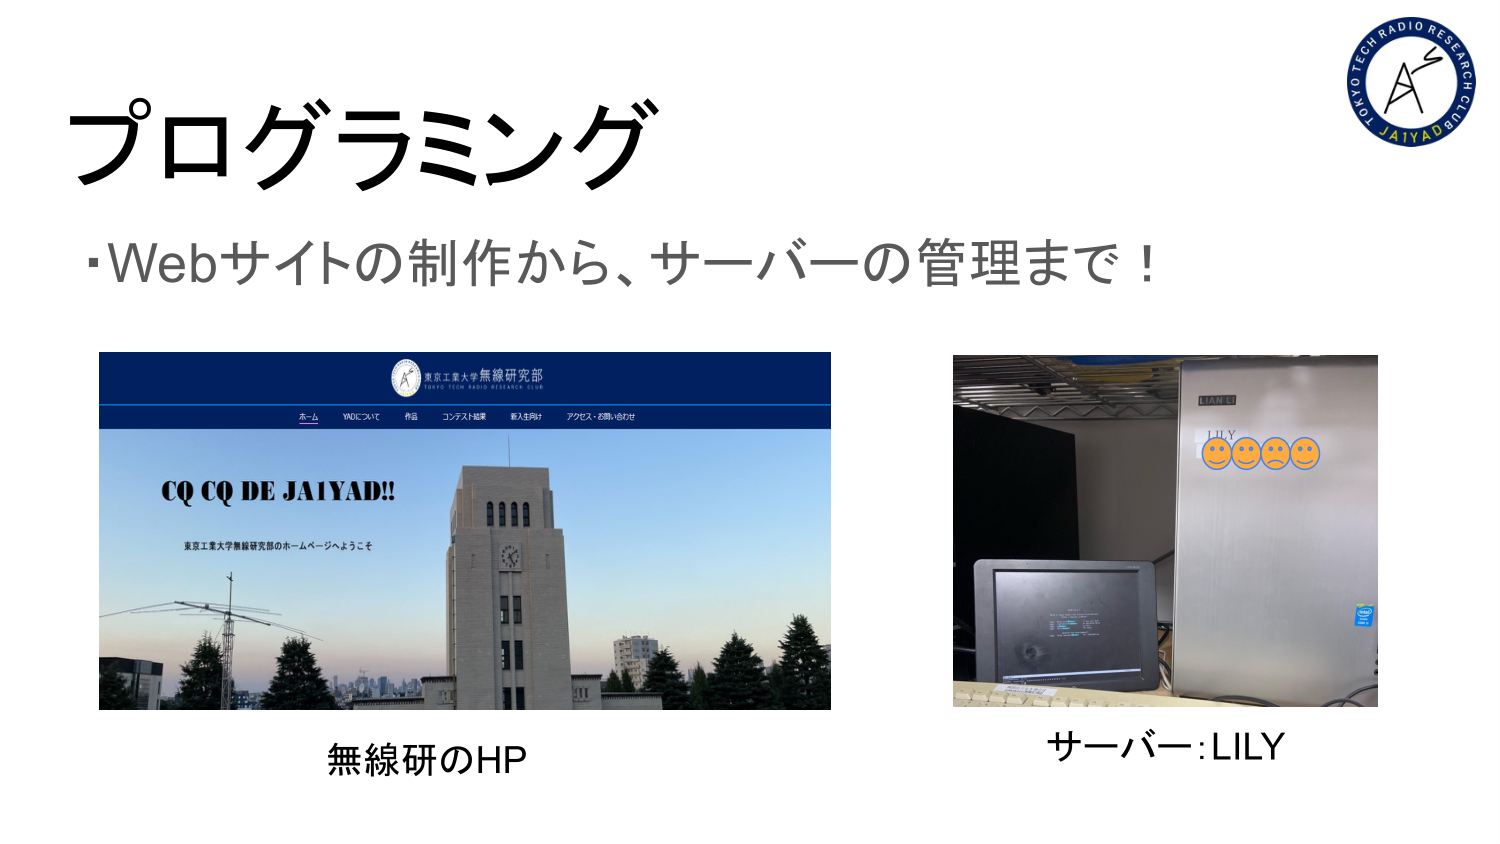 TOKYO TECH RADIO RESEARCH CLUB
JA1YAD
プログラミング
・Webサイトの制作から、サーバーの管理まで！
東京工業大学無線研究部
TOKYO TECH RADIO RESEARCH CLUB
ホーム YADについて 作品 コンテスト結果 新入生向け アクセス・お問い合わせ
CQ CQ DE JA1YAD!!
東京工業大学無線研究部のホームページへようこそ
LIAN LI
LILY
intel
無線研のHP
サーバー：LILY